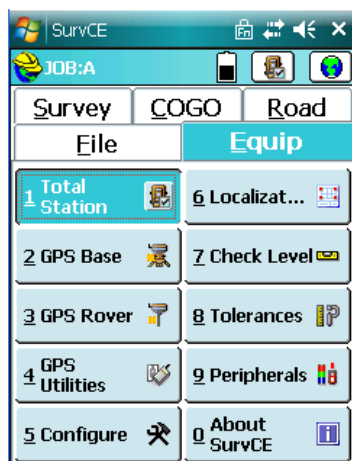 SurvCE
JOB:A
Survey COGO Road
File Equip
1 Total Station
6 Localizat...
2 GPS Base
7 Check Level
3 GPS Rover
8 Tolerances
4 GPS Utilities
9 Peripherals
5 Configure
0 About SurvCE